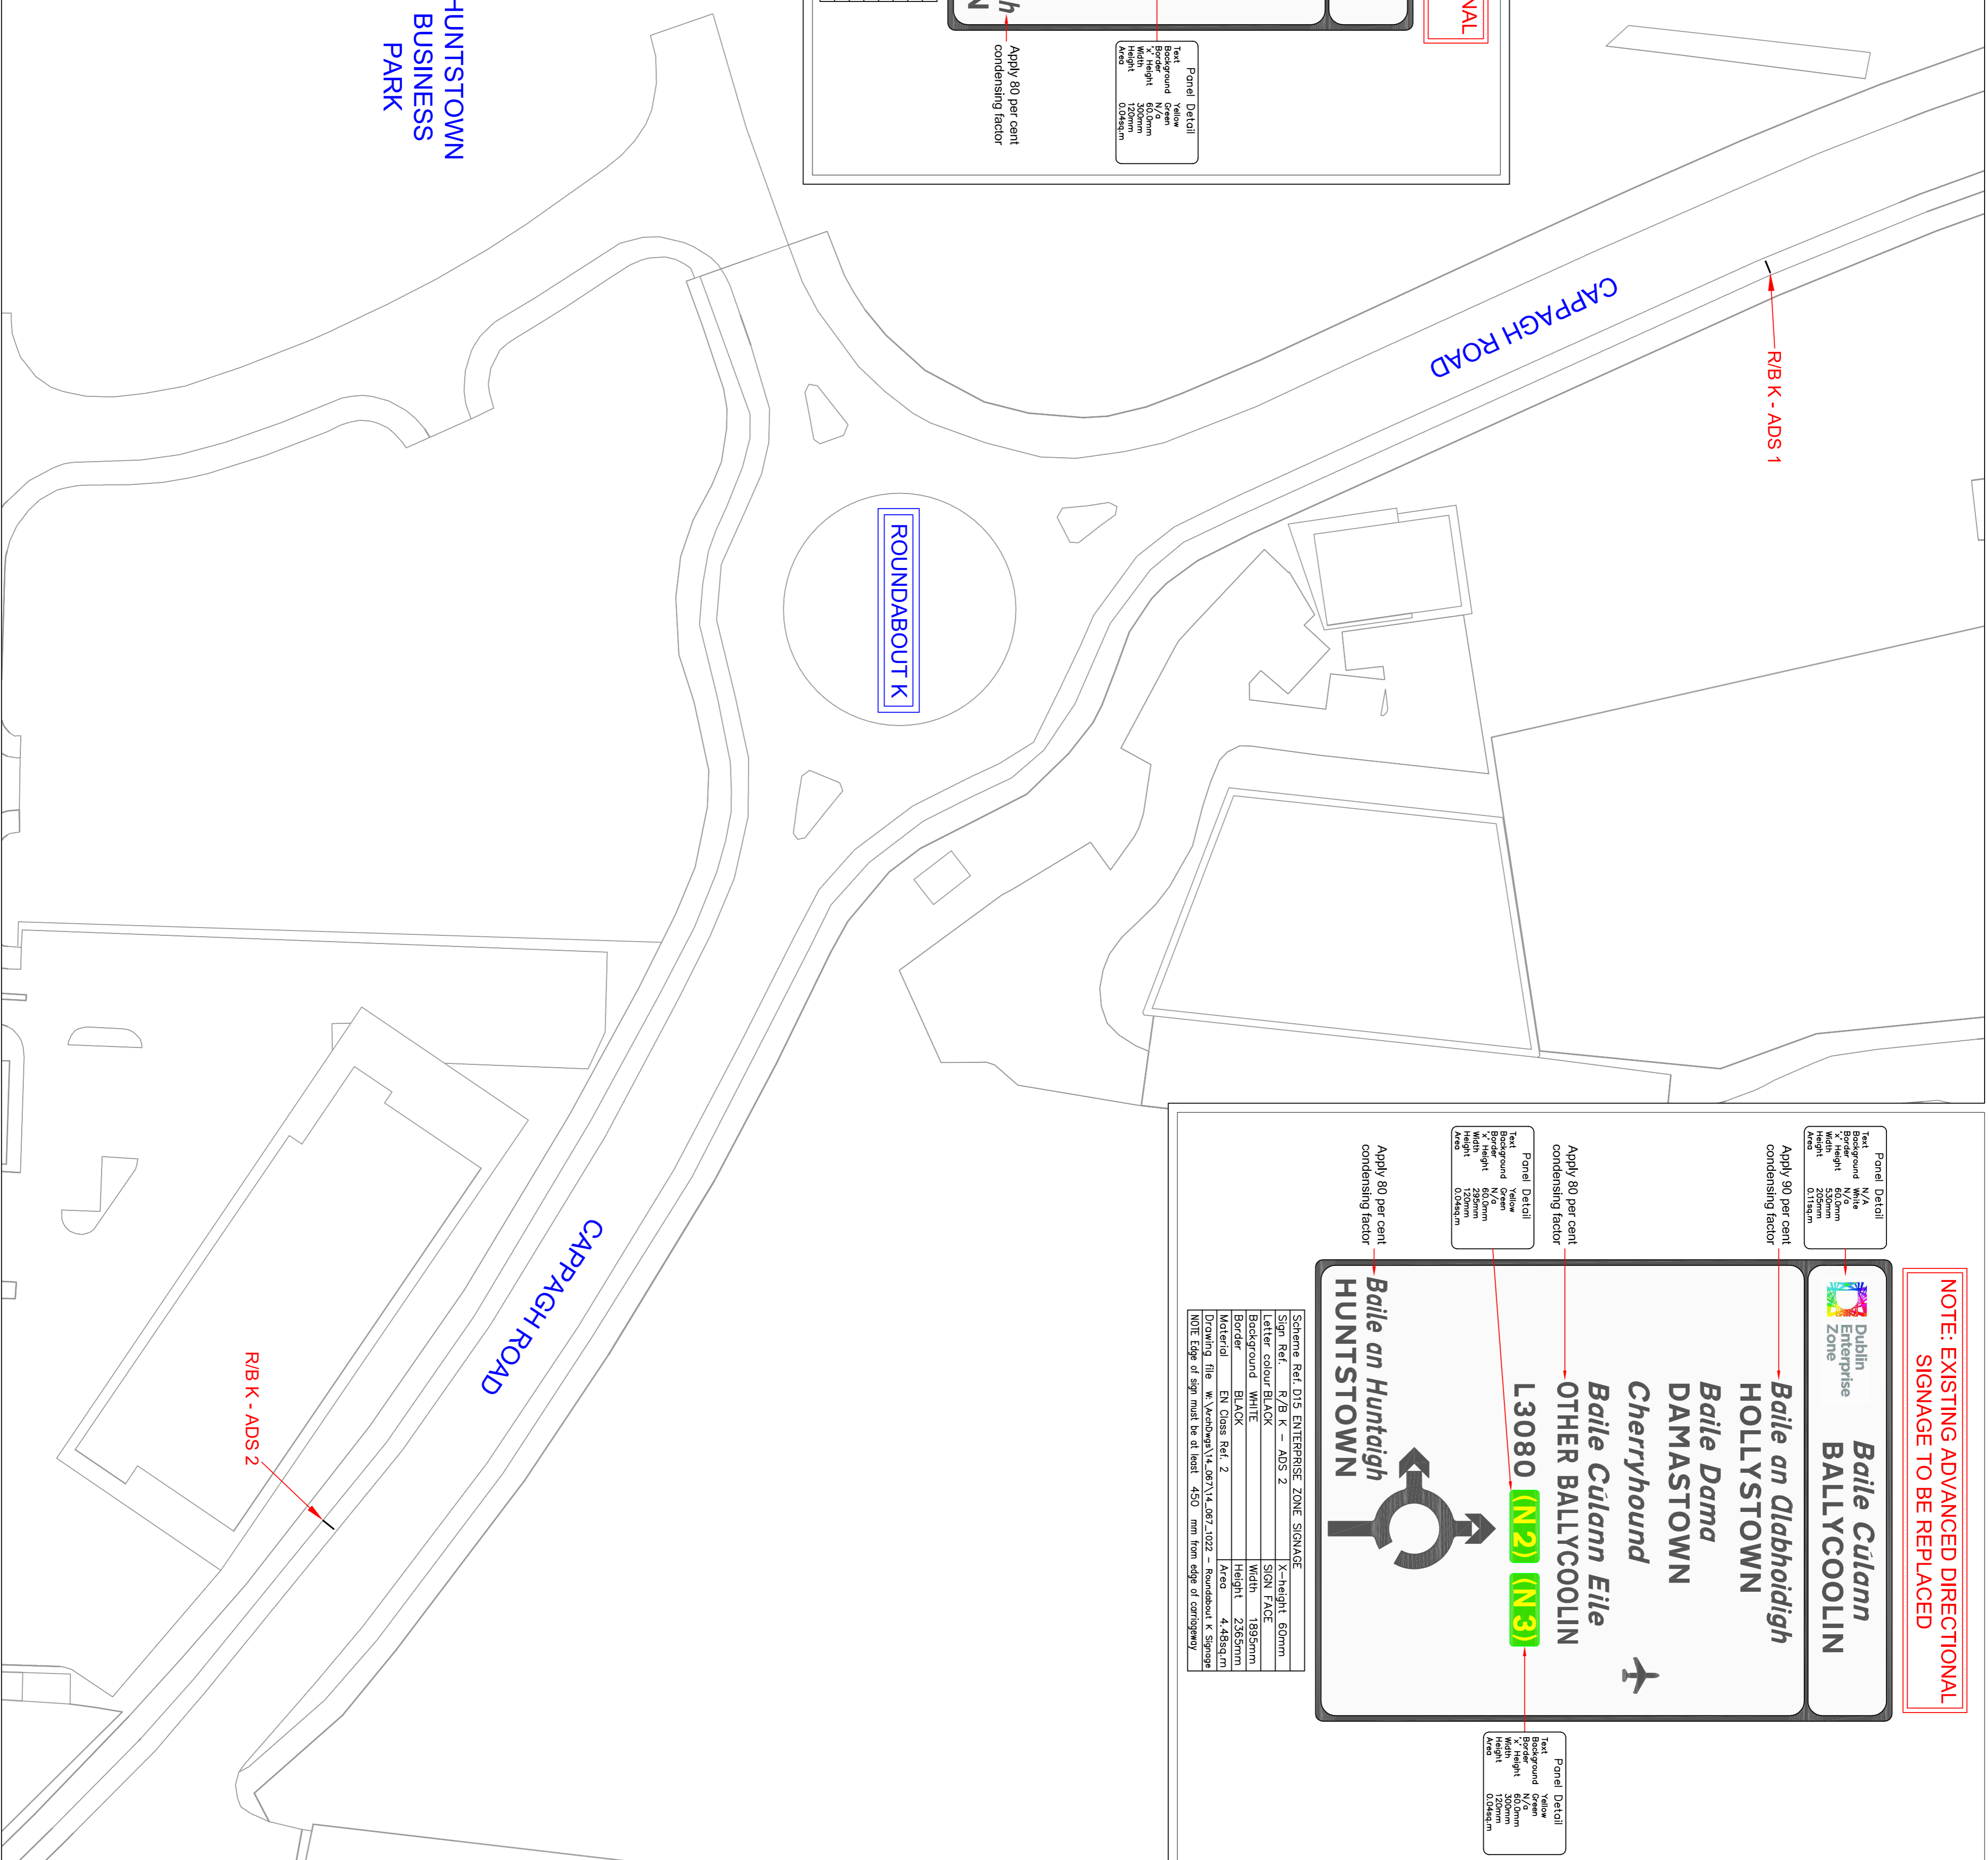 HUNTSTOWN
BUSINESS
PARK
NAL
h
N
Apply 80 per cent
condensing factor
Panel Detail
Text Yellow
Background Green
Border N/a
'x' Height 60.0mm
Width 300mm
Height 120mm
Area 0.04sq.m
CAPPAGH ROAD
R/B K - ADS 1
ROUNDABOUT K
CAPPAGH ROAD
R/B K - ADS 2
NOTE: EXISTING ADVANCED DIRECTIONAL
SIGNAGE TO BE REPLACED
Panel Detail
Text N/A
Background White
Border N/a
'x' Height 60.0mm
Width 530mm
Height 205mm
Area 0.11sq.m
Apply 90 per cent
condensing factor
Apply 80 per cent
condensing factor
Panel Detail
Text Yellow
Background Green
Border N/a
'x' Height 60.0mm
Width 295mm
Height 120mm
Area 0.04sq.m
Apply 80 per cent
condensing factor
Dublin
Enterprise
Zone
Baile Cúlann
BALLYCOOLIN
Baile an Alabhoidigh
HOLLYSTOWN
Baile Dama
DAMASTOWN
Cherryhound
Baile Cúlann Eile
OTHER BALLYCOOLIN
L3080 (N2) (N3)
Baile an Huntaigh
HUNTSTOWN
Panel Detail
Text Yellow
Background Green
Border N/a
'x' Height 60.0mm
Width 300mm
Height 120mm
Area 0.04sq.m
Scheme Ref. D15 ENTERPRISE ZONE SIGNAGE
Sign Ref. R/B K - ADS 2 X-height 60mm
Letter colour BLACK SIGN FACE
Background WHITE Width 1895mm
Border BLACK Height 2365mm
Material EN Class Ref. 2 Area 4.48sq.m
Drawing file W:\ArchDwgs\14_067\14_067_1022 - Roundabout K Signage
NOTE Edge of sign must be at least 450 mm from edge of carriageway